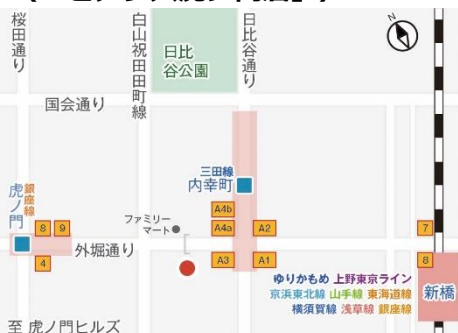 桜田通り
白山祝田田町線
日比谷通り
N
日比
谷公園
国会通り
三田線
内幸町
虎ノ門
銀座線
8
9
4
ファミリー
マート
A4b
A4a
A2
A3
A1
外堀通り
7
8
ゆりかもめ 上野東京ライン
京浜東北線 山手線 東海道線
横須賀線 浅草線 銀座線
新橋
至 虎ノ門ヒルズ